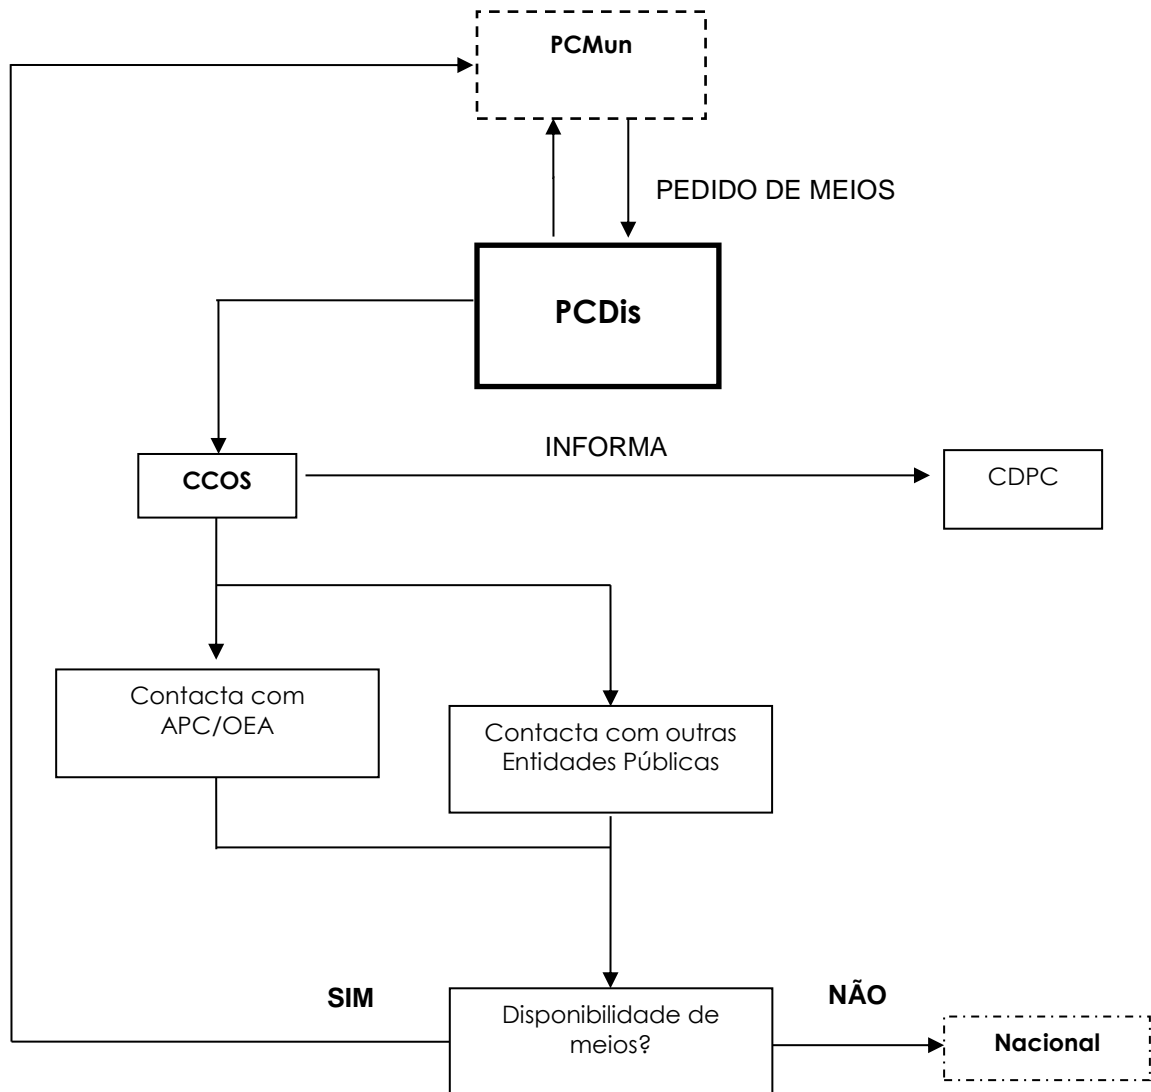 PCMun
PEDIDO DE MEIOS
PCDis
INFORMA
CCOS
CDPC
Contacta com
APC/OEA
Contacta com outras
Entidades Públicas
SIM
NÃO
Disponibilidade de
meios?
Nacional